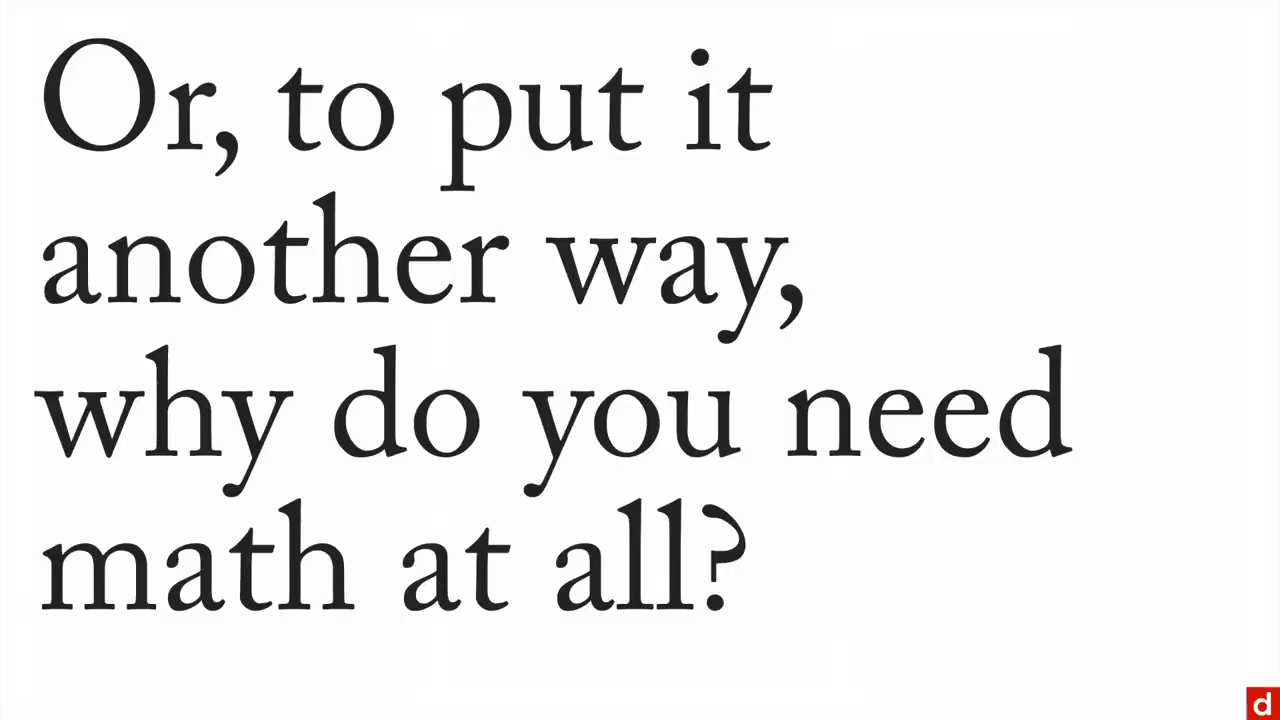 Or, to put it
another way,
why do you need
math at all?
d